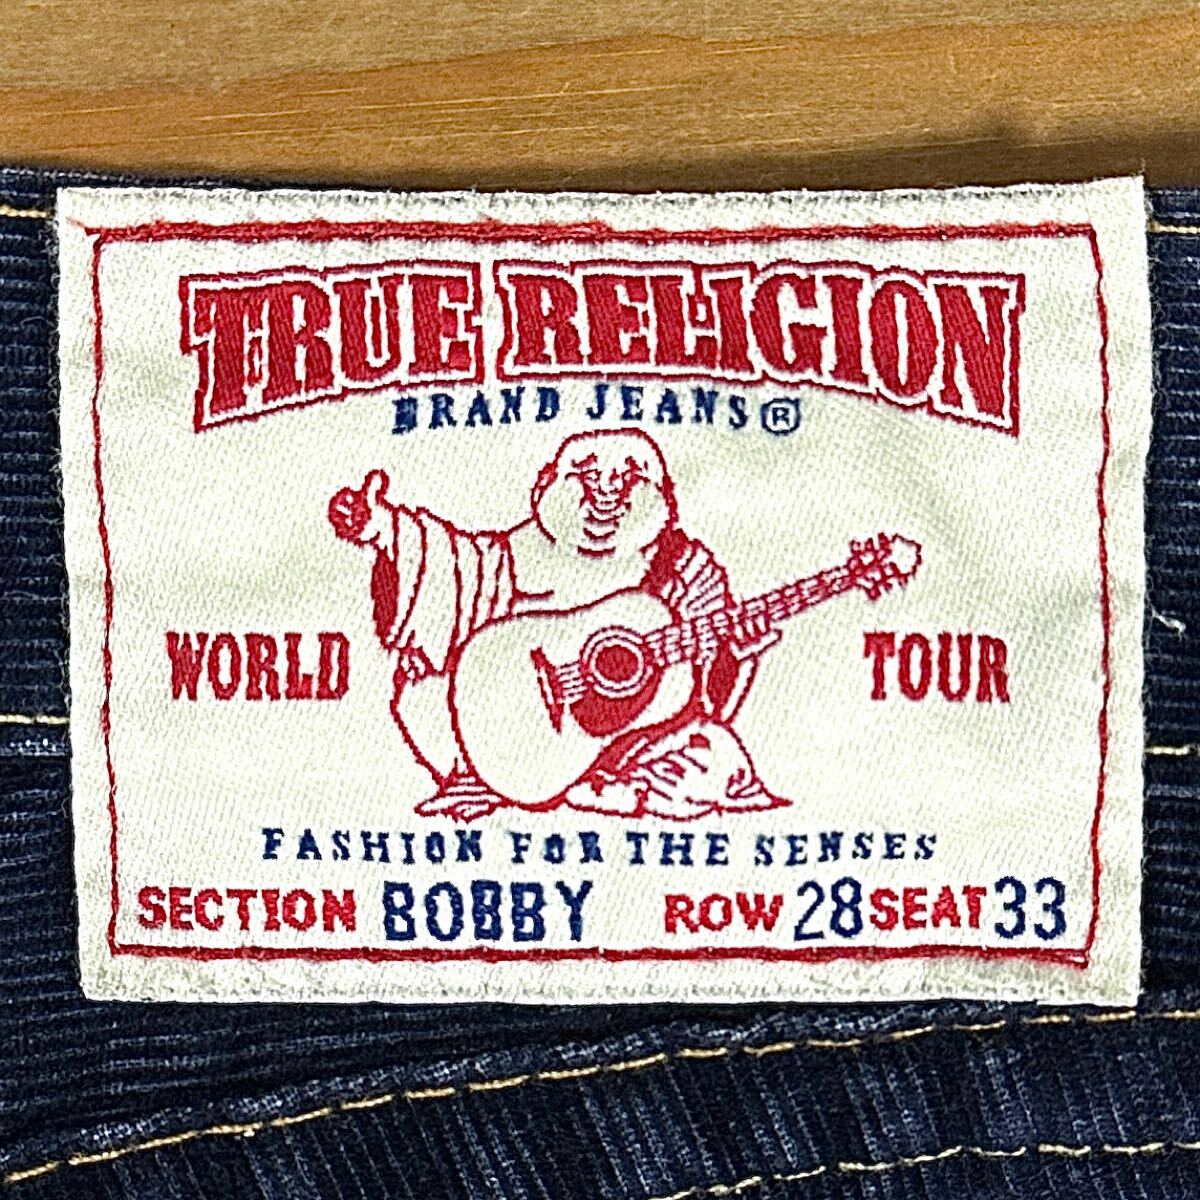 TRUE RELIGION
BRAND JEANS®
WORLD TOUR
FASHION FOR THE SENSES
SECTION BOBBY ROW 28 SEAT 33